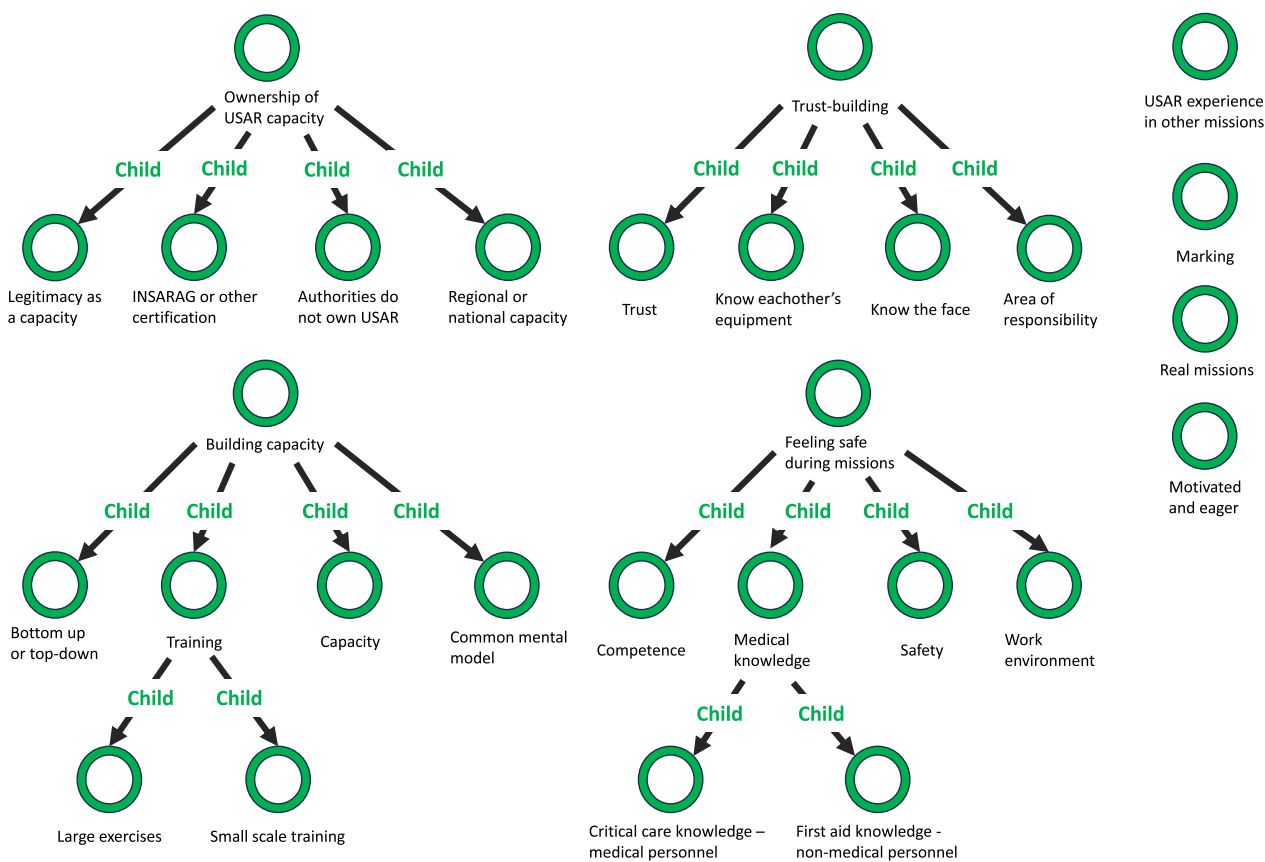 Ownership of
USAR capacity
Child
Child
Child
Child
Legitimacy as
a capacity
INSARAG or other
certification
Authorities do
not own USAR
Regional or
national capacity
Trust-building
Child
Child
Child
Child
Trust
Know eachother's
equipment
Know the face
Area of
responsibility
USAR experience
in other missions
Marking
Real missions
Motivated
and eager
Building capacity
Child
Child
Child
Child
Bottom up
or top-down
Training
Capacity
Common mental
model
Child
Child
Large exercises
Small scale training
Feeling safe
during missions
Child
Child
Child
Child
Competence
Medical
knowledge
Safety
Work
environment
Child
Child
Critical care knowledge –
medical personnel
First aid knowledge -
non-medical personnel